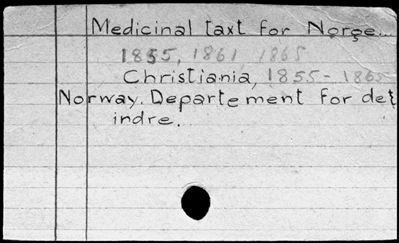 Medicinal taxt for Norge...
1855, 1861, 1865
Christiania, 1855-1865
Norway. Departement for det
indre.